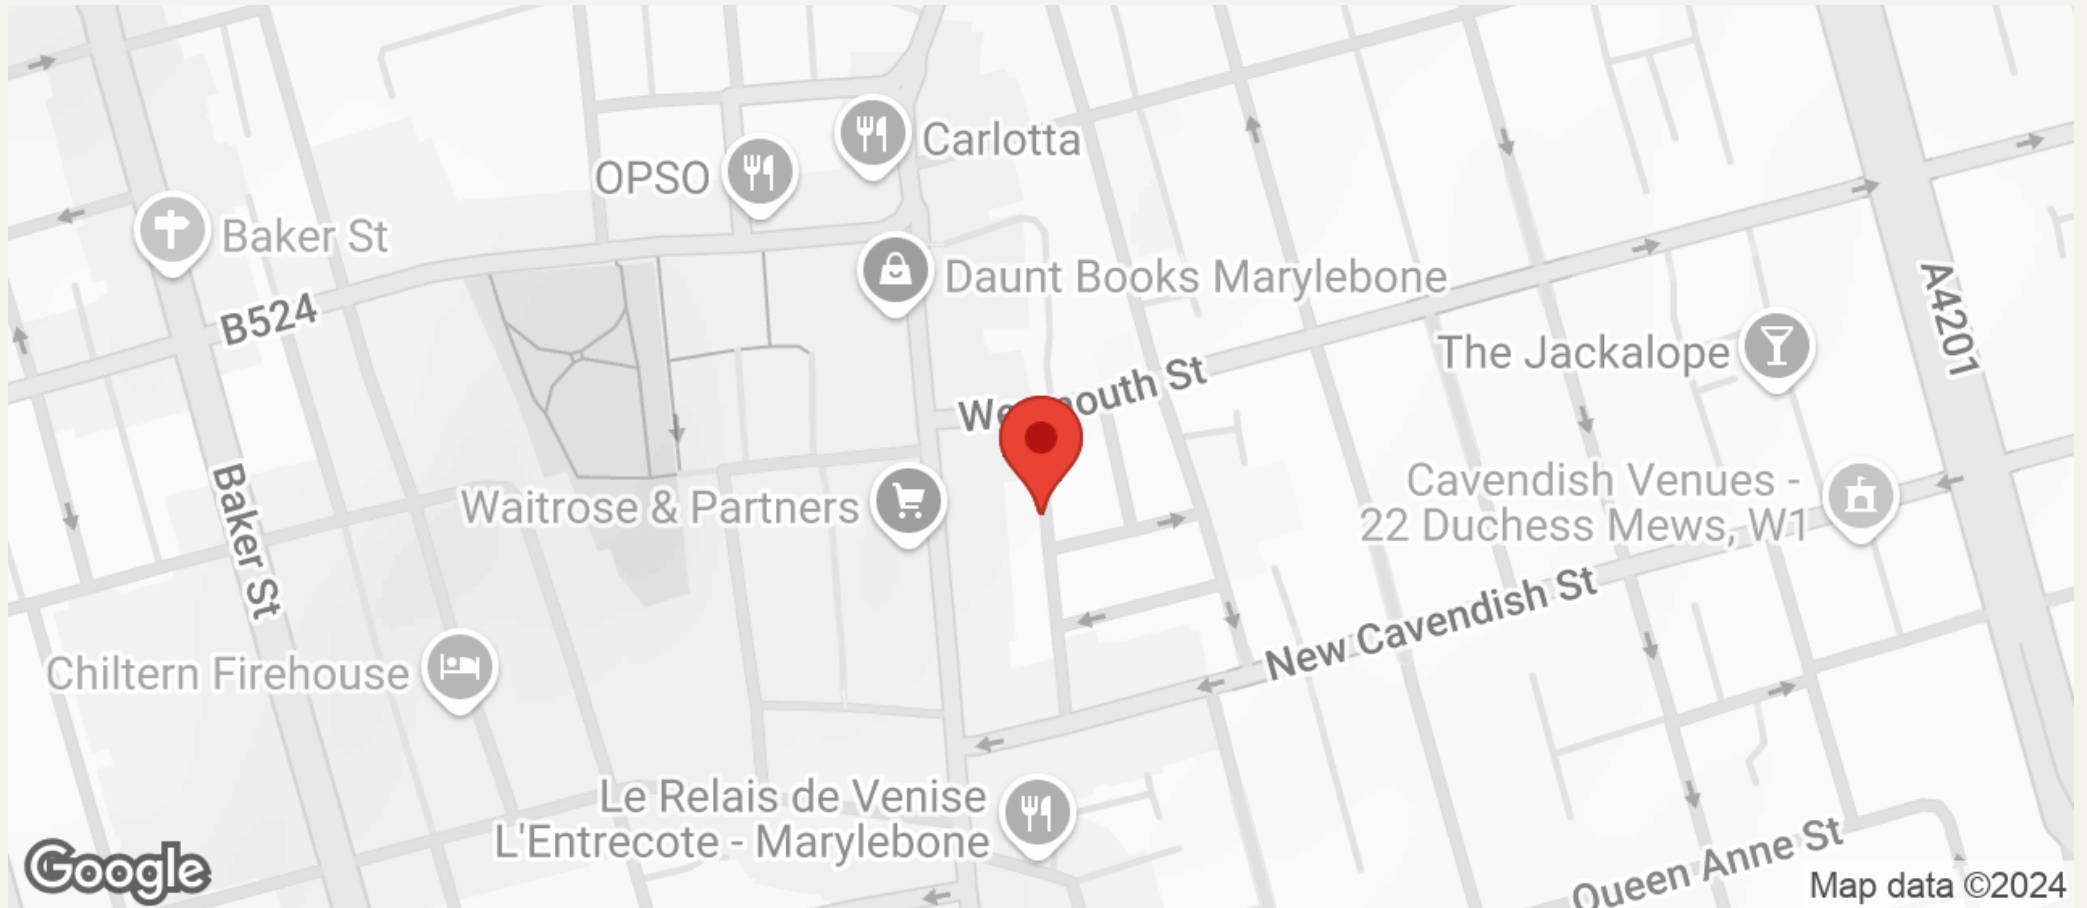 Carlotta
OPSO
Baker St
Daunt Books Marylebone
B524
A4201
The Jackalope
Waitrose & Partners
Cavendish Venues -
22 Duchess Mews, W1
Baker St
New Cavendish St
Chiltern Firehouse
Le Relais de Venise
L'Entrecote - Marylebone
Queen Anne St
Google
Map data ©2024